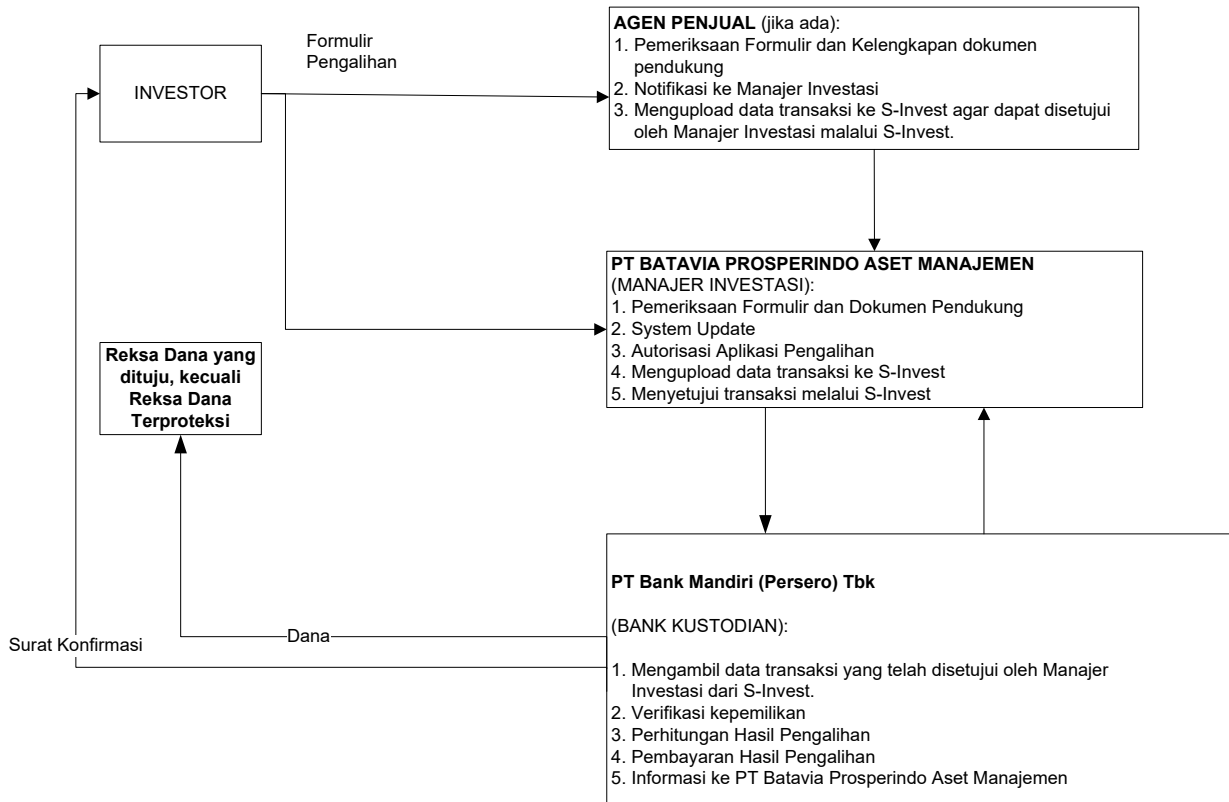 Formulir
Pengalihan
INVESTOR
AGEN PENJUAL (jika ada):
1. Pemeriksaan Formulir dan Kelengkapan dokumen
pendukung
2. Notifikasi ke Manajer Investasi
3. Mengupload data transaksi ke S-Invest agar dapat disetujui
oleh Manajer Investasi malalui S-Invest.
PT BATAVIA PROSPERINDO ASET MANAJEMEN
(MANAJER INVESTASI):
1. Pemeriksaan Formulir dan Dokumen Pendukung
2. System Update
3. Autorisasi Aplikasi Pengalihan
4. Mengupload data transaksi ke S-Invest
5. Menyetujui transaksi melalui S-Invest
Reksa Dana yang
dituju, kecuali
Reksa Dana
Terproteksi
PT Bank Mandiri (Persero) Tbk
(BANK KUSTODIAN):
1. Mengambil data transaksi yang telah disetujui oleh Manajer
Investasi dari S-Invest.
2. Verifikasi kepemilikan
3. Perhitungan Hasil Pengalihan
4. Pembayaran Hasil Pengalihan
5. Informasi ke PT Batavia Prosperindo Aset Manajemen
Dana
Surat Konfirmasi